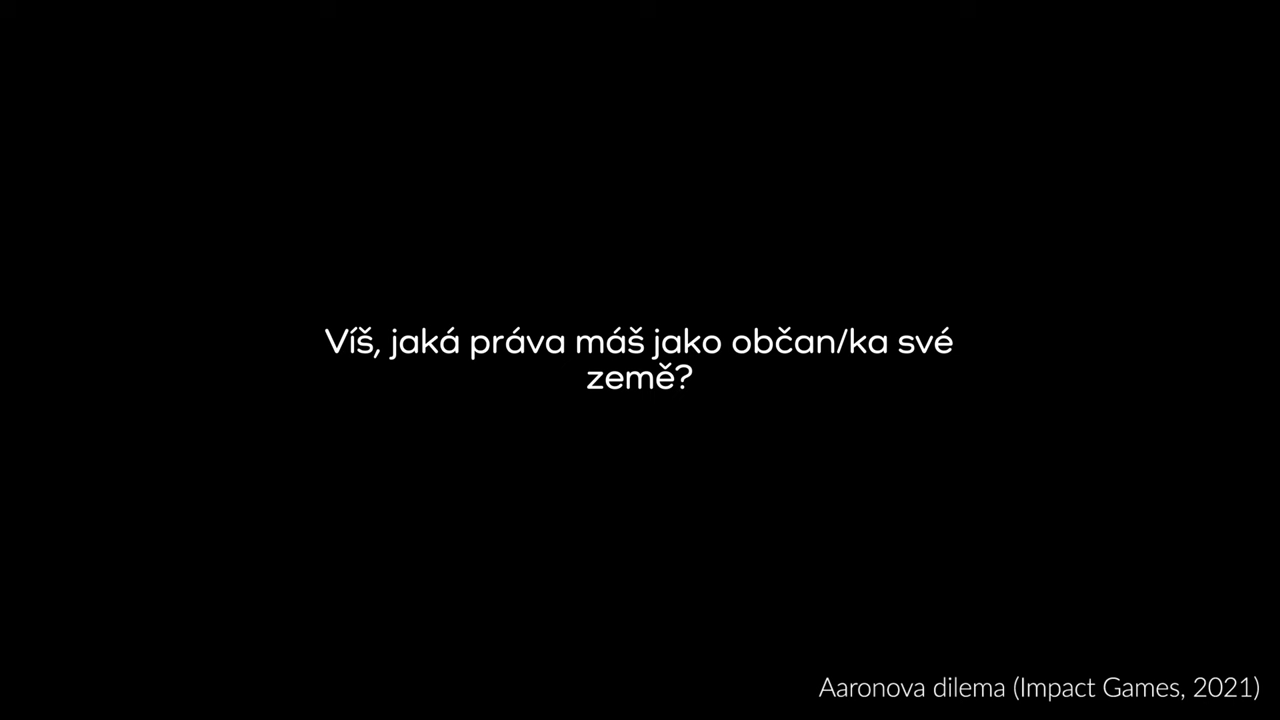 Víš, jaká práva máš jako občan/ka své
země?
Aaronova dilema (Impact Games, 2021)